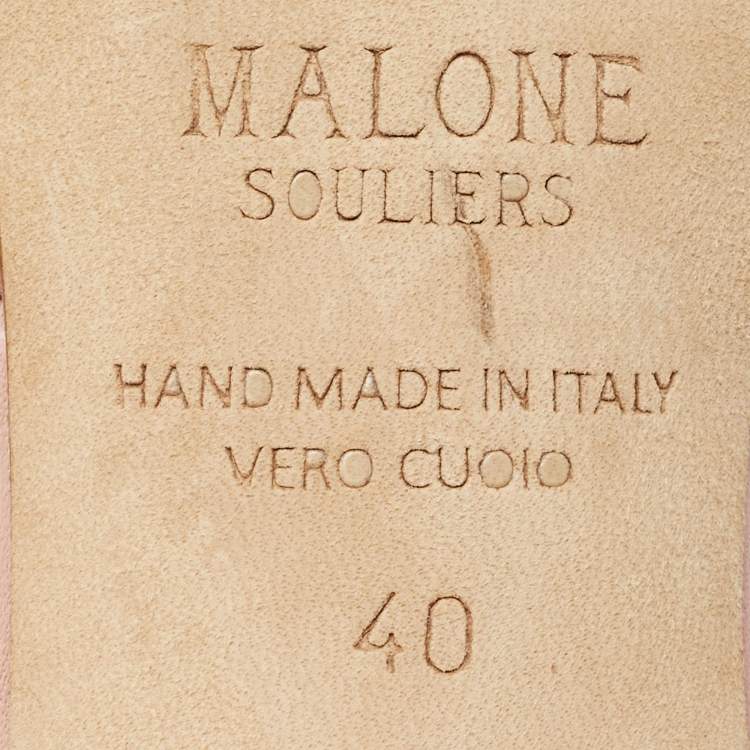 MALONE
SOULIERS
HAND MADE IN ITALY
VERO CUOIO
40